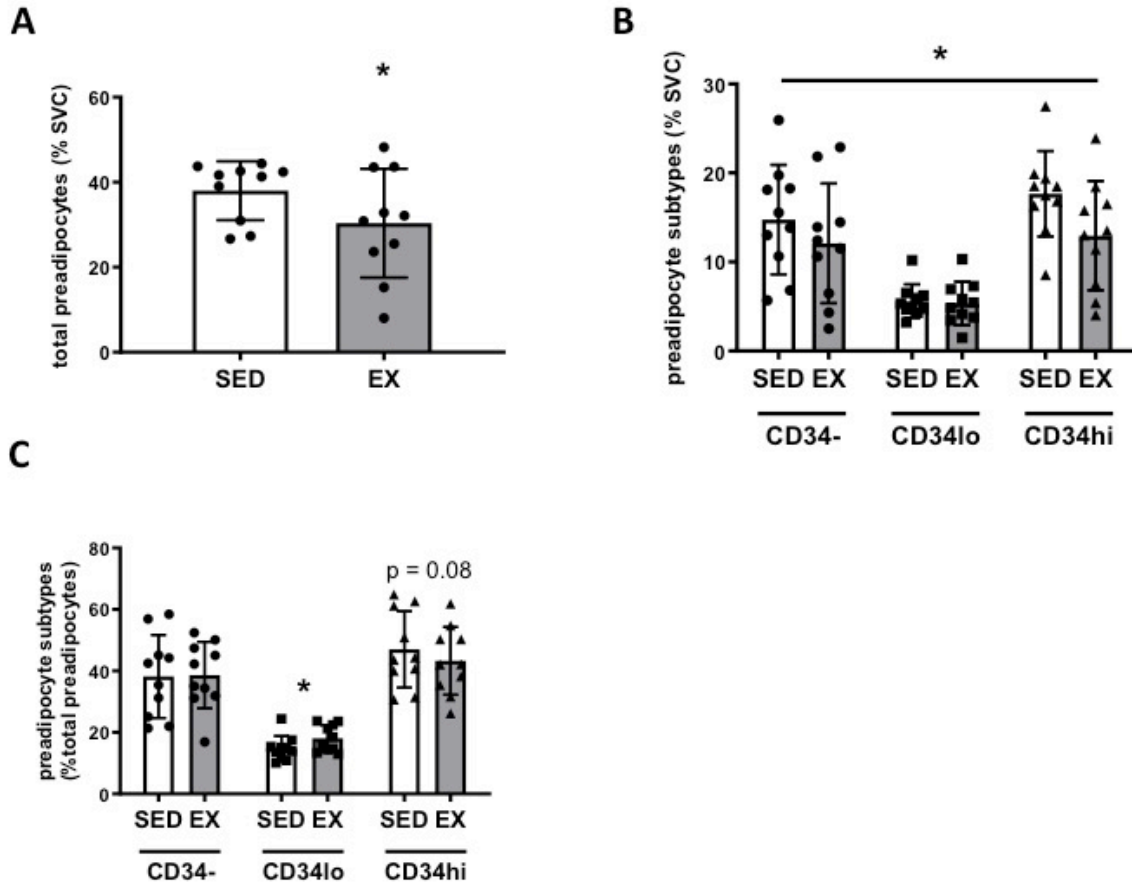 A
total preadipocytes (% SVC)
*
60
40
20
0
SED EX
B
preadipocyte subtypes (% SVC)
*
30
20
10
0
SED EX SED EX SED EX
CD34- CD34lo CD34hi
C
preadipocyte subtypes
(%total preadipocytes)
80
60
40
20
0
*
p = 0.08
SED EX SED EX SED EX
CD34- CD34lo CD34hi